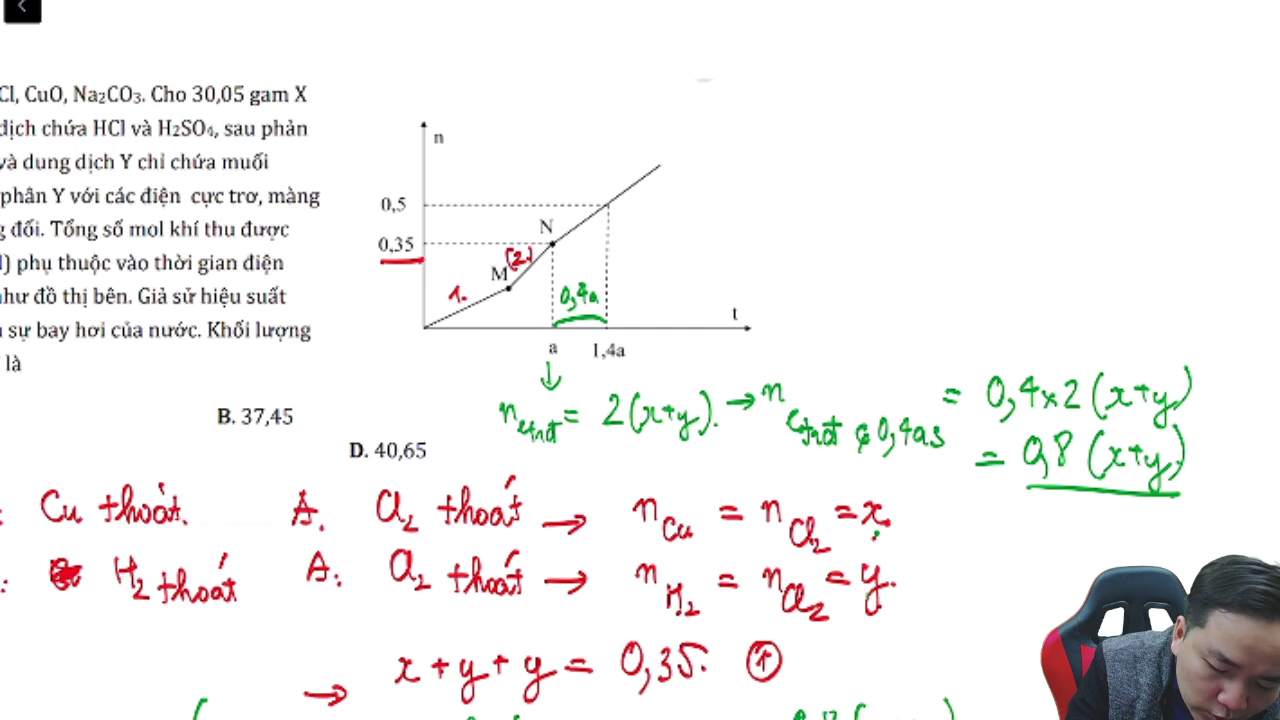 Cl, CuO, Na₂CO₃. Cho 30,05 gam X
dịch chứa HCl và H₂SO₄, sau phản
và dung dịch Y chỉ chứa muối
phân Y với các điện cực trơ, màng
g đối. Tổng số mol khí thu được
) phụ thuộc vào thời gian điện
như đồ thị bên. Giả sử hiệu suất
sự bay hơi của nước. Khối lượng
là
B. 37,45
D. 40,65
n
0,5
0,35
N
M
(2)
1.
0,4a
t
a
1,4a
n = 2(x+y). → n = 0,4×2(x+y)
= 0,8 (x+y)
Cu thoát. A. Cl₂ thoát → n Cu = n Cl₂ = x.
: H₂ thoát A: Cl₂ thoát → n H₂ = n Cl₂ = y.
→ x + y + y = 0,35. (1)